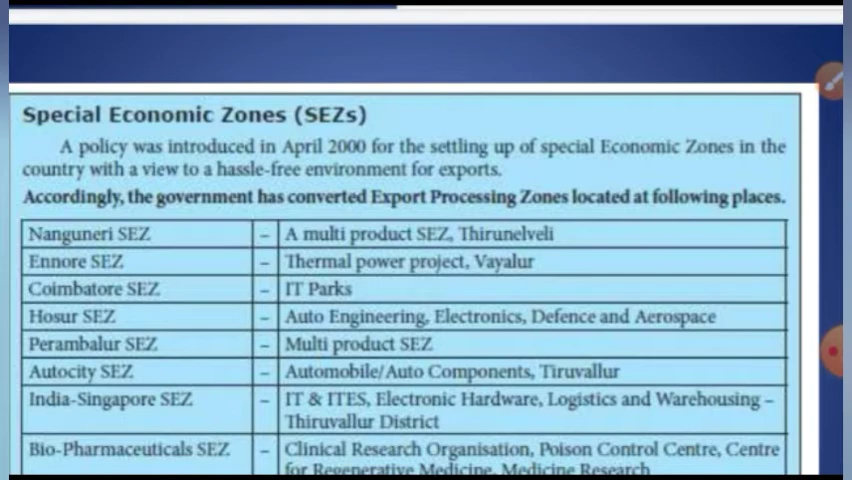 Special Economic Zones (SEZs)
A policy was introduced in April 2000 for the settling up of special Economic Zones in the
country with a view to a hassle-free environment for exports.
Accordingly, the government has converted Export Processing Zones located at following places.
Nanguneri SEZ – A multi product SEZ, Thirunelveli
Ennore SEZ – Thermal power project, Vayalur
Coimbatore SEZ – IT Parks
Hosur SEZ – Auto Engineering, Electronics, Defence and Aerospace
Perambalur SEZ – Multi product SEZ
Autocity SEZ – Automobile/Auto Components, Tiruvallur
India-Singapore SEZ – IT & ITES, Electronic Hardware, Logistics and Warehousing –
Thiruvallur District
Bio-Pharmaceuticals SEZ – Clinical Research Organisation, Poison Control Centre, Centre
for Regenerative Medicine, Medicine Research